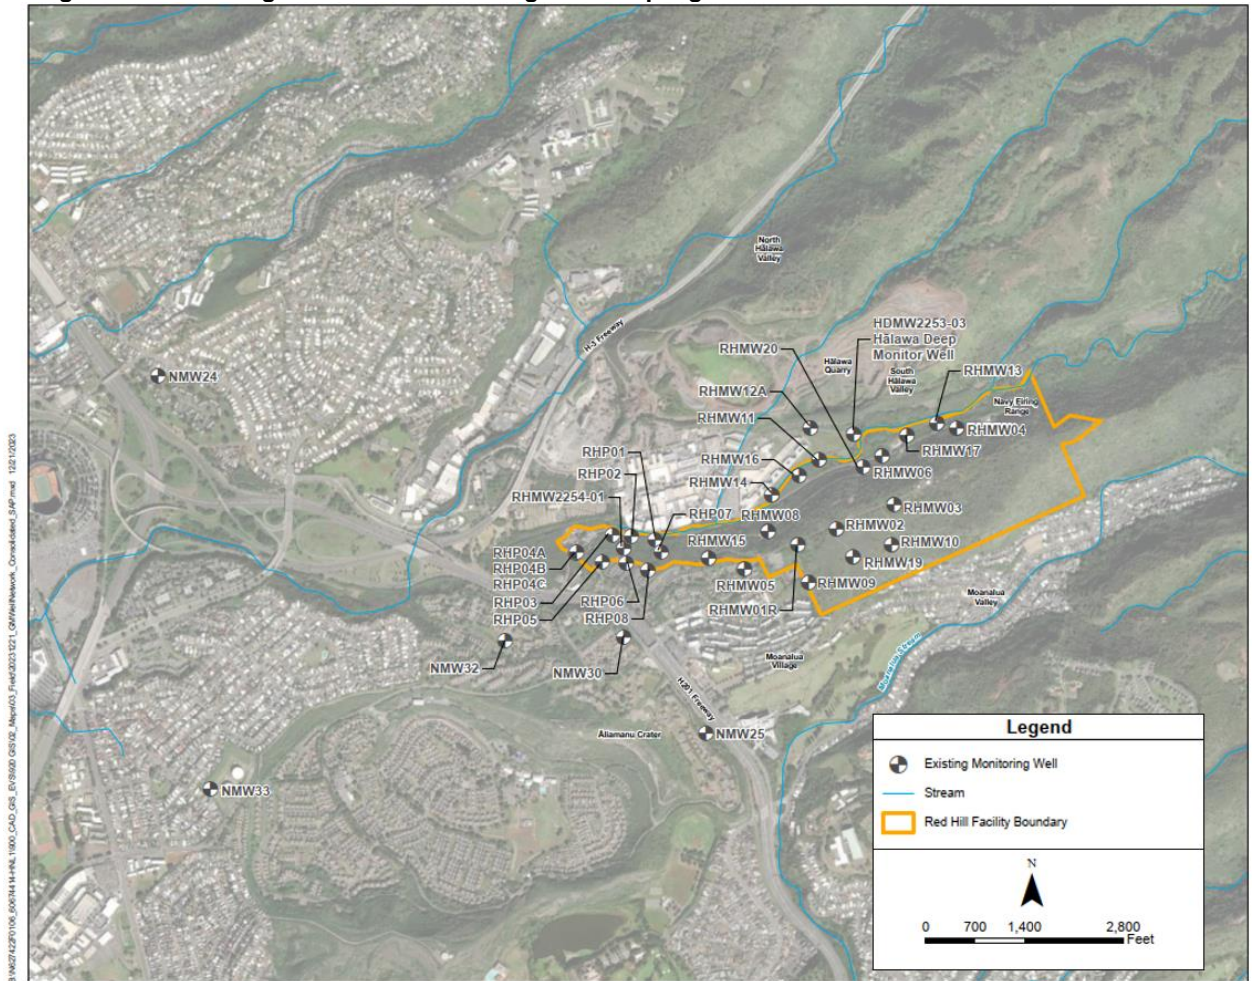 North
Hālawa
Valley
H-3 Freeway
HDMW2253-03
Hālawa Deep
Monitor Well
RHMW20
Hālawa
Quarry
South
Hālawa
Valley
RHMW13
NMW24
RHMW12A
Navy Firing
Range
RHMW11
RHMW04
RHMW17
RHP01
RHMW16
RHMW06
RHP02
RHMW14
RHMW2254-01
RHMW03
RHP07
RHMW08
RHMW02
RHMW15
RHMW10
RHP04A
RHP04B
RHP04C
RHMW19
RHMW05
RHMW09
RHP03
RHP06
RHMW01R
RHP05
RHP08
Moanalua
Valley
Moanalua
Village
Moanalua Stream
NMW32
NMW30
H201 Freeway
Āliamanu Crater
NMW25
NMW33
Legend
Existing Monitoring Well
Stream
Red Hill Facility Boundary
N
0 700 1,400 2,800
Feet